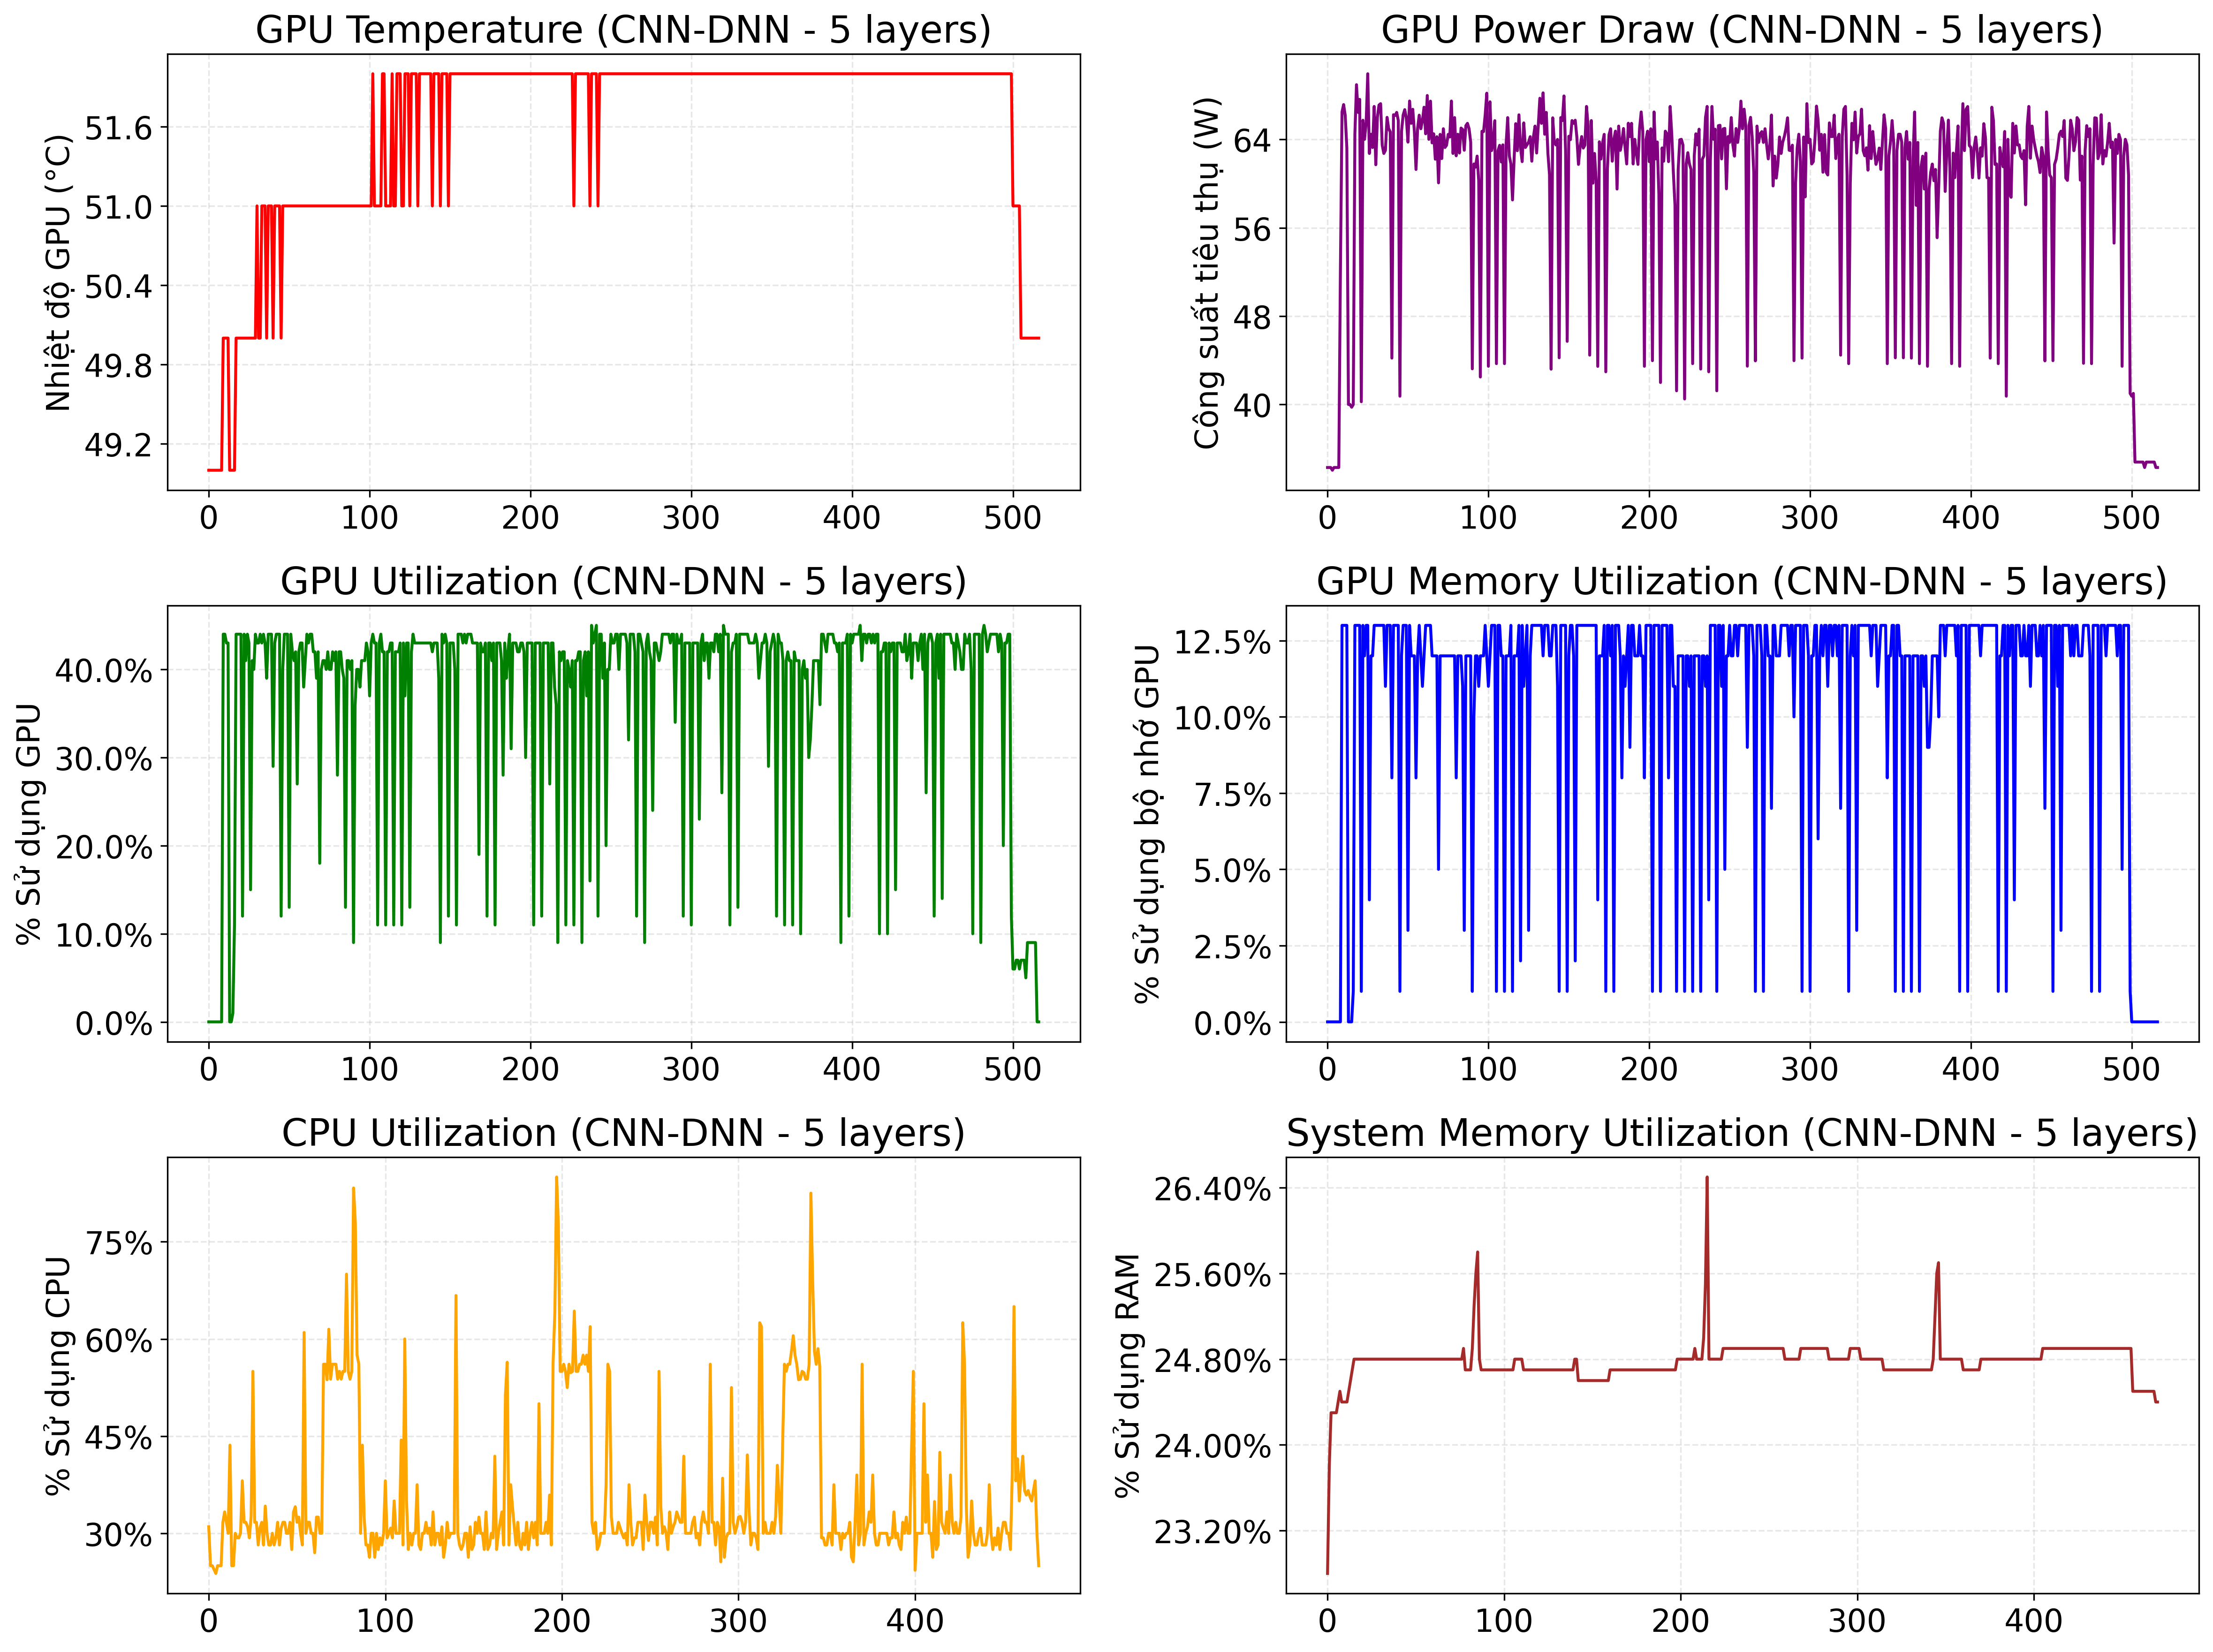 GPU Temperature (CNN-DNN - 5 layers)
Nhiệt độ GPU (°C)
51.6
51.0
50.4
49.8
49.2
0 100 200 300 400 500
GPU Power Draw (CNN-DNN - 5 layers)
Công suất tiêu thụ (W)
64
56
48
40
0 100 200 300 400 500
GPU Utilization (CNN-DNN - 5 layers)
% Sử dụng GPU
40.0%
30.0%
20.0%
10.0%
0.0%
0 100 200 300 400 500
GPU Memory Utilization (CNN-DNN - 5 layers)
% Sử dụng bộ nhớ GPU
12.5%
10.0%
7.5%
5.0%
2.5%
0.0%
0 100 200 300 400 500
CPU Utilization (CNN-DNN - 5 layers)
% Sử dụng CPU
75%
60%
45%
30%
0 100 200 300 400
System Memory Utilization (CNN-DNN - 5 layers)
% Sử dụng RAM
26.40%
25.60%
24.80%
24.00%
23.20%
0 100 200 300 400